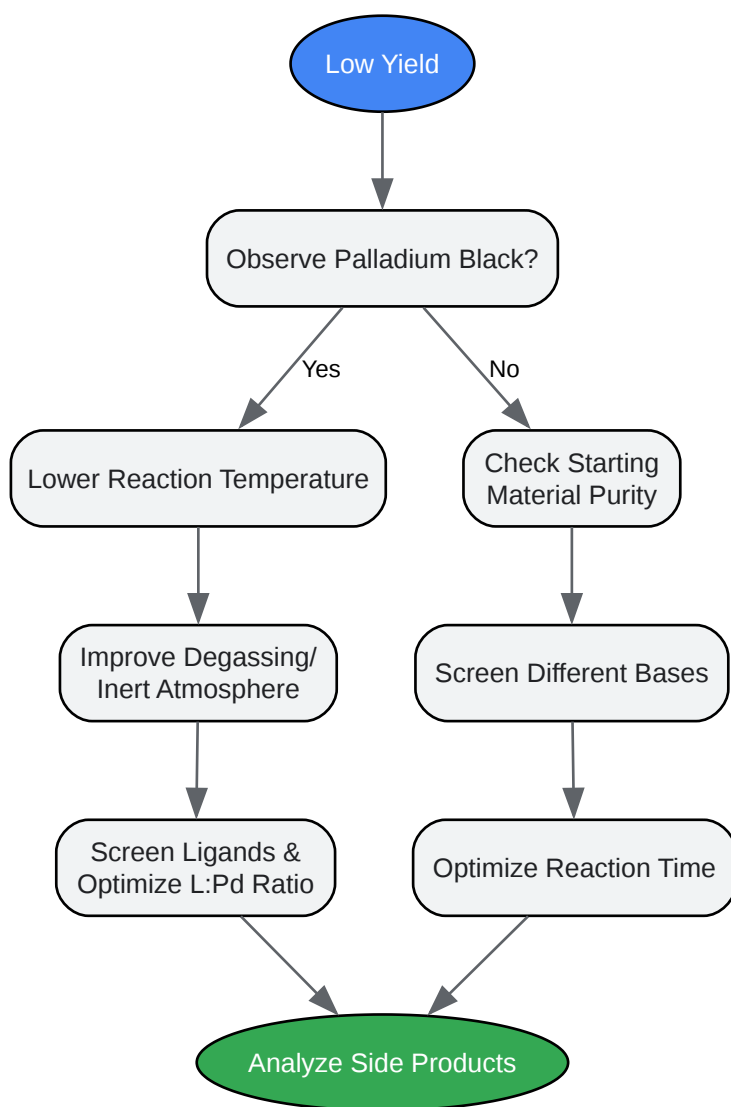 Low Yield
Observe Palladium Black?
Yes
No
Lower Reaction Temperature
Check Starting
Material Purity
Improve Degassing/
Inert Atmosphere
Screen Different Bases
Screen Ligands &
Optimize L:Pd Ratio
Optimize Reaction Time
Analyze Side Products